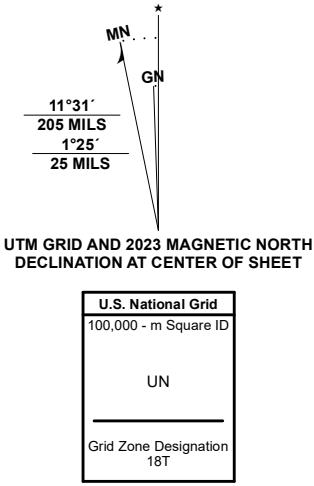 MN
GN
11°31´
205 MILS
1°25´
25 MILS
UTM GRID AND 2023 MAGNETIC NORTH
DECLINATION AT CENTER OF SHEET
U.S. National Grid
100,000 - m Square ID
UN
Grid Zone Designation
18T